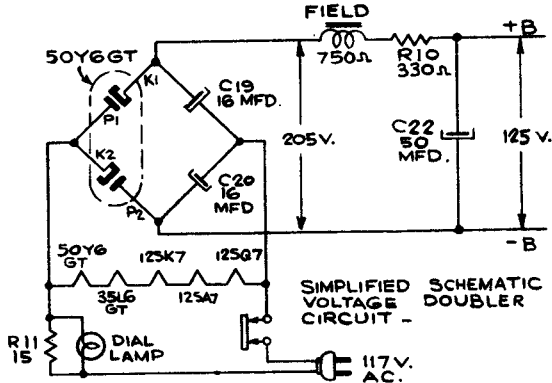 FIELD
50Y6GT
K1
C19
16 MFD.
750Ω
R10
330Ω
+B
P1
K2
P2
C20
16
MFD
205V.
C22
50
MFD.
125 V.
50Y6
GT
12SK7
12SQ7
-B
35L6
GT
12SA7
SIMPLIFIED SCHEMATIC
VOLTAGE DOUBLER
CIRCUIT -
R11
15
DIAL
LAMP
117V.
AC.